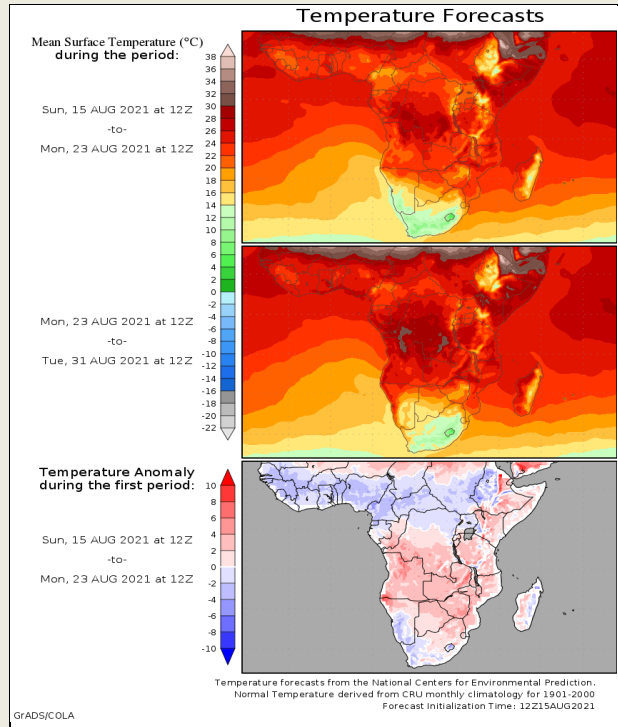 Temperature Forecasts
Mean Surface Temperature (°C)
during the period:
Sun, 15 AUG 2021 at 12Z
-to-
Mon, 23 AUG 2021 at 12Z
38
36
34
32
30
28
26
24
22
20
18
16
14
12
10
8
6
4
2
0
-2
-4
-6
-8
-10
-12
-14
-16
-18
-20
-22
Mon, 23 AUG 2021 at 12Z
-to-
Tue, 31 AUG 2021 at 12Z
Temperature Anomaly
during the first period:
Sun, 15 AUG 2021 at 12Z
-to-
Mon, 23 AUG 2021 at 12Z
10
8
6
4
2
0
-2
-4
-6
-8
-10
Temperature forecasts from the National Centers for Environmental Prediction.
Normal Temperature derived from CRU monthly climatology for 1901-2000
Forecast Initialization Time: 12Z15AUG2021
GrADS/COLA